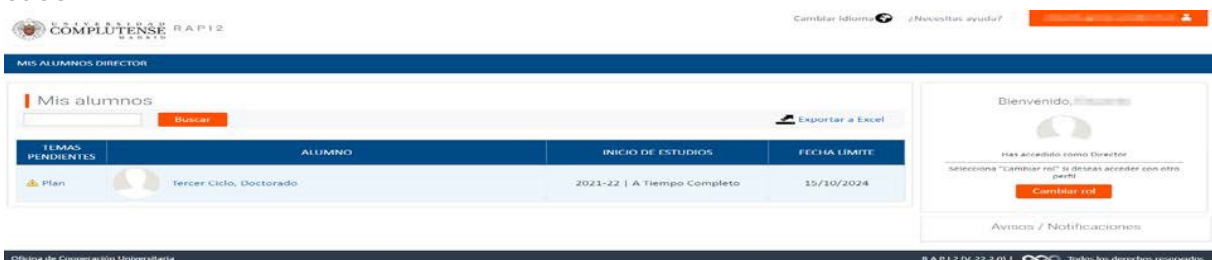 UNIVERSIDAD
COMPLUTENSE
MADRID
RAPI2
Cambiar Idioma
¿Necesitas ayuda?
MIS ALUMNOS DIRECTOR
Mis alumnos
Buscar
Exportar a Excel
TEMAS
PENDIENTES
ALUMNO
INICIO DE ESTUDIOS
FECHA LÍMITE
Plan
Tercer Ciclo, Doctorado
2021-22 | A Tiempo Completo
15/10/2024
Bienvenido,
Has accedido como Director
Selecciona "Cambiar rol" si deseas acceder con otro
perfil
Cambiar rol
Avisos / Notificaciones
Oficina de Cooperación Universitaria
Todos los derechos reservados